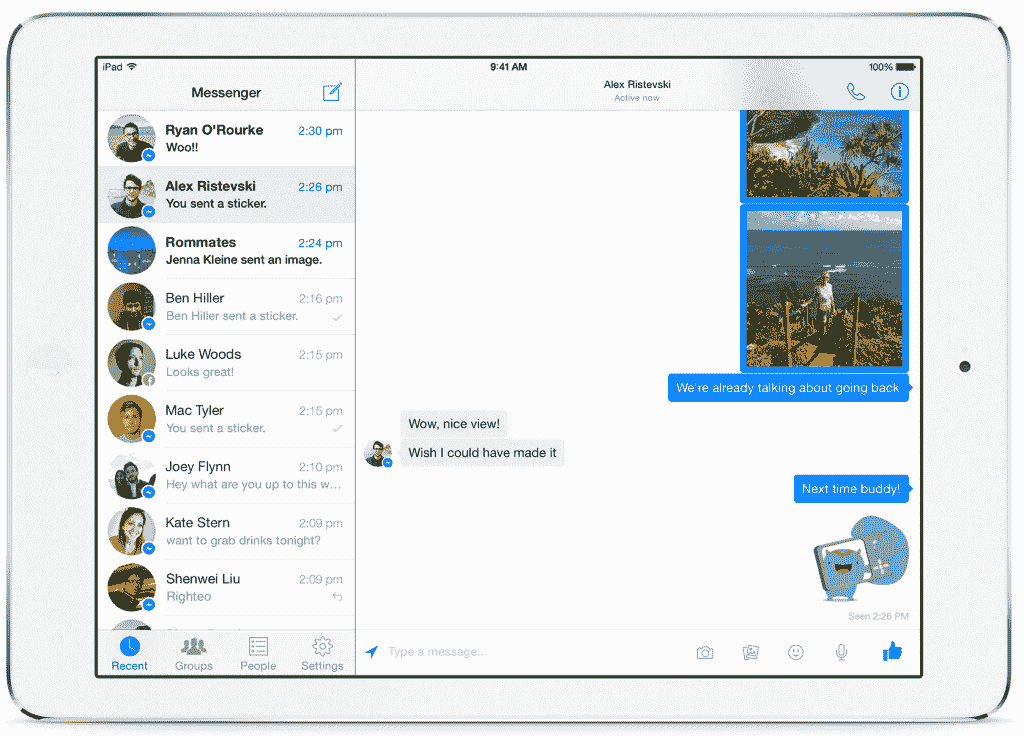 iPad
9:41 AM
100%
Messenger
Ryan O'Rourke 2:30 pm
Woo!!
Alex Ristevski 2:26 pm
You sent a sticker.
Rommates 2:24 pm
Jenna Kleine sent an image.
Ben Hiller 2:16 pm
Ben Hiller sent a sticker.
Luke Woods 2:15 pm
Looks great!
Mac Tyler 2:15 pm
You sent a sticker.
Joey Flynn 2:10 pm
Hey what are you up to this w...
Kate Stern 2:09 pm
want to grab drinks tonight?
Shenwei Liu 2:09 pm
Righteo
Recent
Groups
People
Settings
Alex Ristevski
Active now
We're already talking about going back
Wow, nice view!
Wish I could have made it
Next time buddy!
Seen 2:26 PM
Type a message...